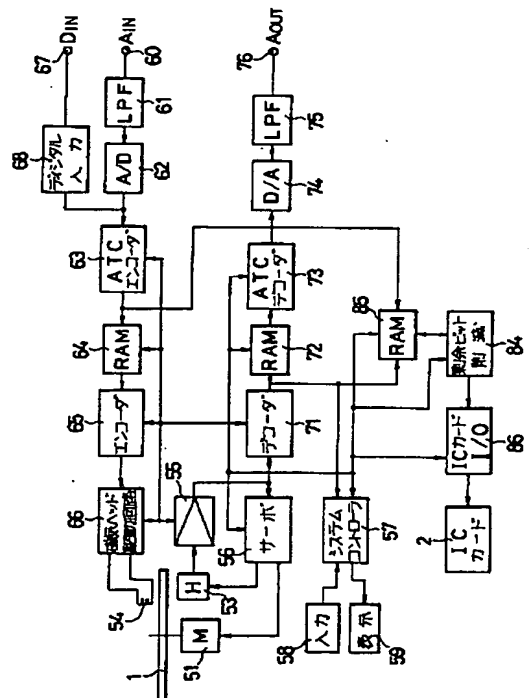 67
DIN
68
ディジタル
入力
60
AIN
61
LPF
62
A/D
63
ATC
エンコーダ
64
RAM
65
エンコーダ
66
磁気ヘッド
駆動回路
54
1
55
53
H
51
M
56
サーボ
71
デコーダ
72
RAM
73
ATC
デコーダ
74
D/A
75
LPF
76
AOUT
57
システム
コントローラ
58
入力
59
表示
85
RAM
84
剰余ビット
削減
86
ICカード
I/O
2
IC
カード